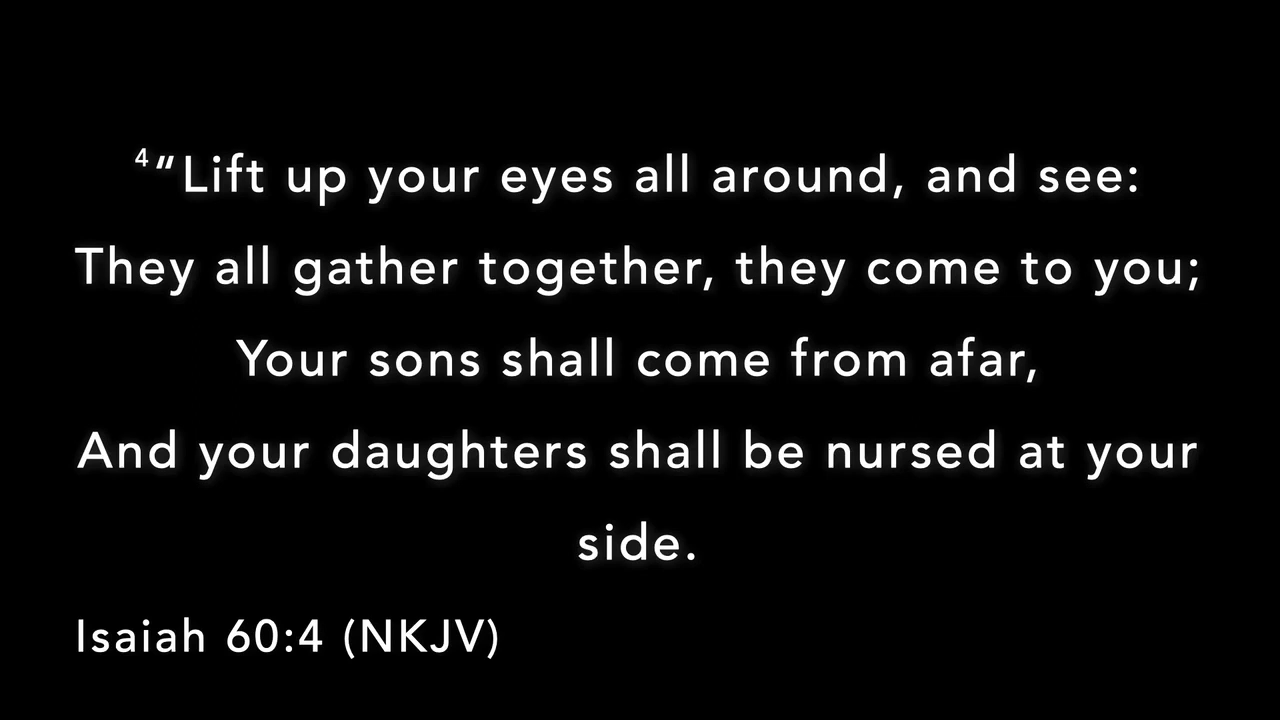 4“Lift up your eyes all around, and see:
They all gather together, they come to you;
Your sons shall come from afar,
And your daughters shall be nursed at your
side.
Isaiah 60:4 (NKJV)